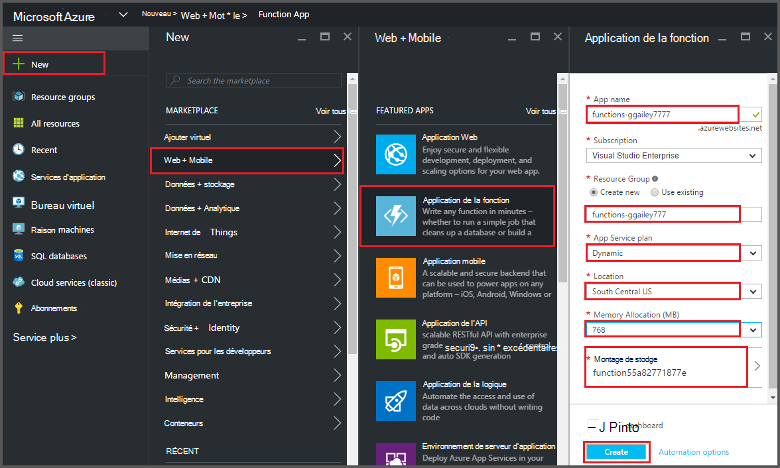 Microsoft Azure
Nouveau > Web + Mot * le > Function App
New
Resource groups
All resources
Recent
Services d'application
Bureau virtuel
Raison machines
SQL databases
Cloud services (classic)
Abonnements
Service plus >
New
Search the marketplace
MARKETPLACE Voir tous les
Ajouter virtuel
Web + Mobile
Données + stockage
Données + Analytique
Internet de Things
Mise en réseau
Médias + CDN
Intégration de l'entreprise
Sécurité + Identity
Services pour les développeurs
Management
Intelligence
Conteneurs
RÉCENT
Web + Mobile
FEATURED APPS Voir tous les
Application Web
Enjoy secure and flexible
development, deployment, and
scaling options for your web app.
Application de la fonction
Write any function in minutes –
whether to run a simple job that
cleans up a database or build a
Application mobile
A scalable and secure backend that
can be used to power apps on any
platform – iOS, Android, Windows or
Application de l'API
scalable RESTful API with enterprise
grade securi9•. sin * excédentaires
and auto SDK generation
Application de la logique
Automate the access and use of
data across clouds without writing
code
Environnement de serveur d'application
Deploy Azure App Services in your
Application de la fonction
* App name
functions-ggailey7777
.azurewebsites.net
* Subscription
Visual Studio Enterprise
* Resource Group
Create new Use existing
functions-ggailey777
* App Service plan
Dynamic
* Location
South Central US
* Memory Allocation (MB)
768
* Montage de stodge
function55a82771877e
– J Pinto dashboard
Create Automation options